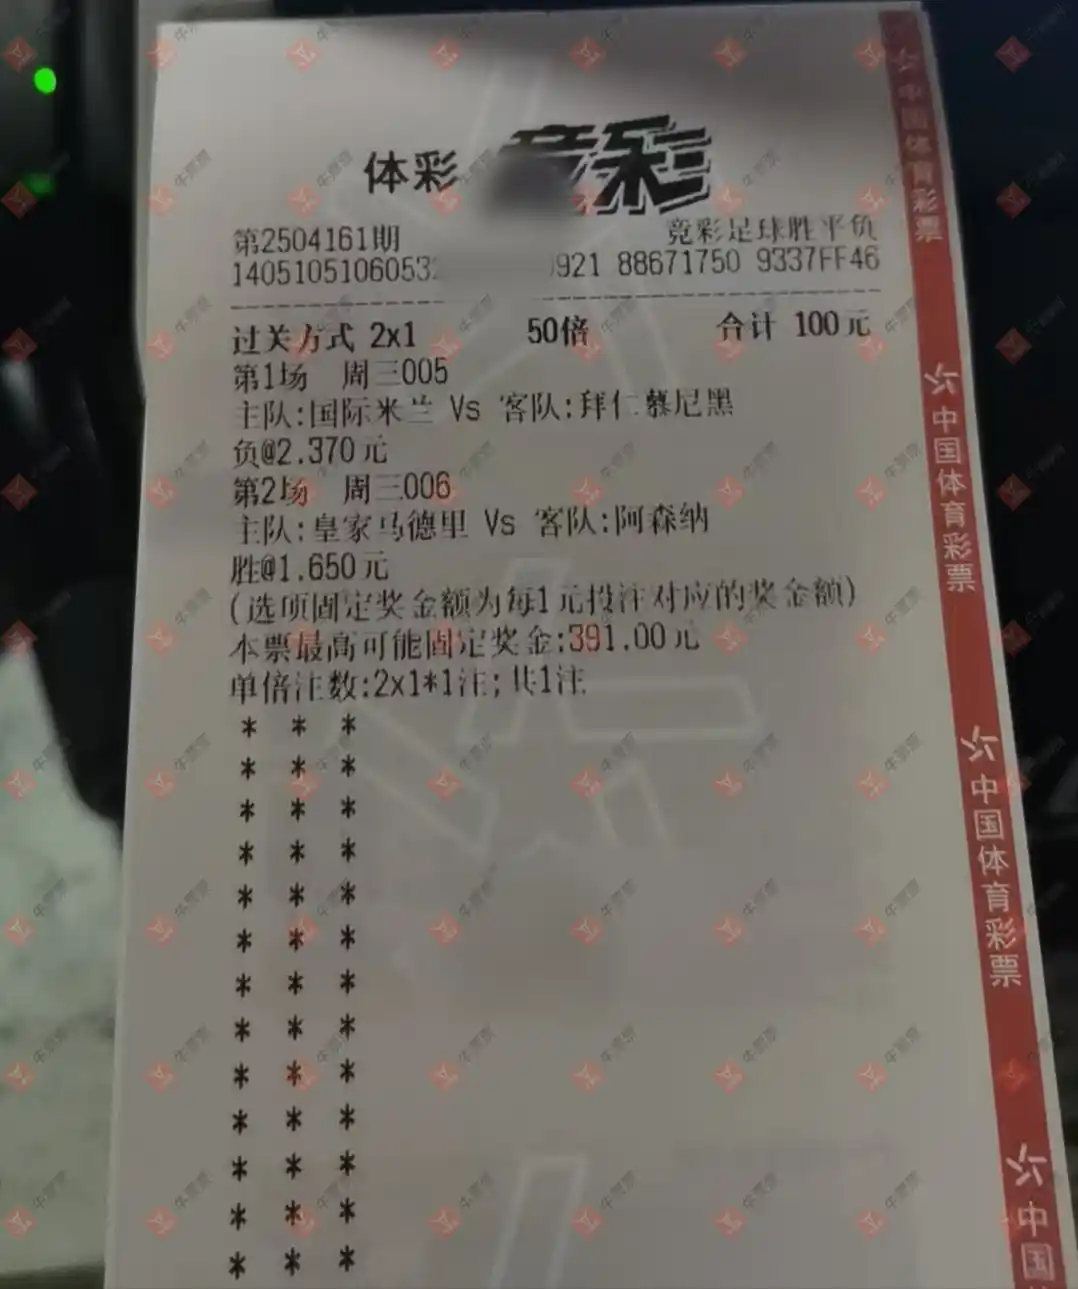 体彩 竞彩
第2504161期 竞彩足球胜平负
1405105106053 921 88671750 9337FF46
过关方式 2x1 50倍 合计 100元
第1场 周三005
主队:国际米兰 Vs 客队:拜仁慕尼黑
负@2.370元
第2场 周三006
主队:皇家马德里 Vs 客队:阿森纳
胜@1.650元
(选项固定奖金额为每1元投注对应的奖金额)
本票最高可能固定奖金:391.00元
单倍注数:2x1*1注;共1注
* * *
* * *
* * *
* * *
* * *
* * *
* * *
* * *
* * *
* * *
* * *
* * *
* * *
中国体育彩票
中国体育彩票
中国体育彩票
中国